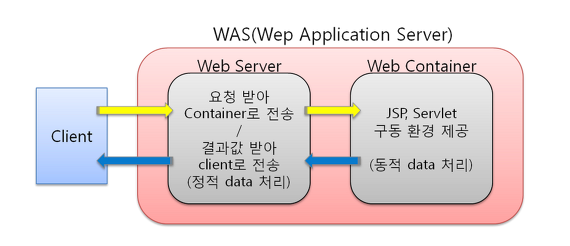 WAS(Wep Application Server)
Web Server
Web Container
Client
요청 받아
Container로 전송
/
결과값 받아
client로 전송
(정적 data 처리)
JSP, Servlet
구동 환경 제공
(동적 data 처리)